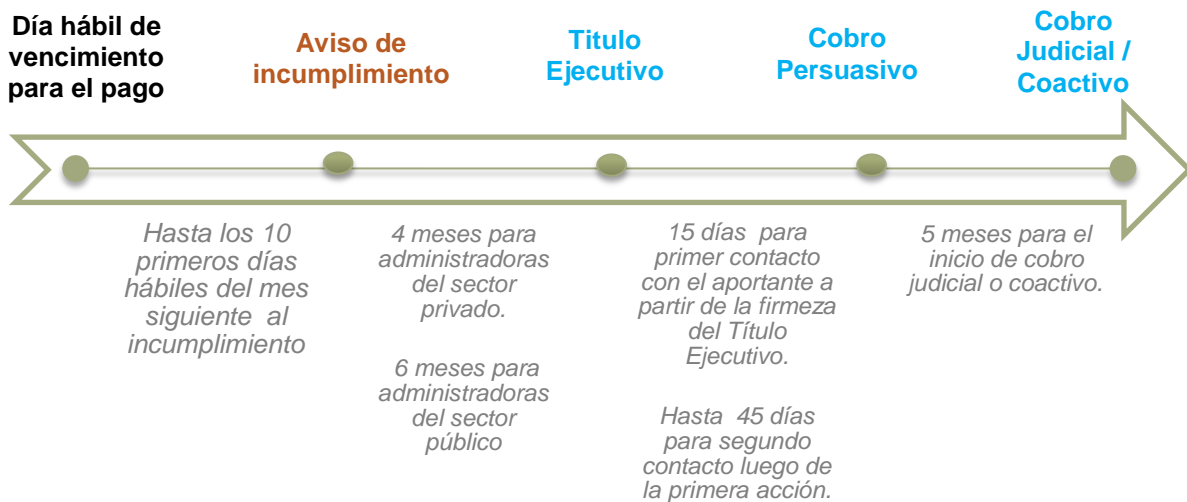 Día hábil de
vencimiento
para el pago
Aviso de
incumplimiento
Titulo
Ejecutivo
Cobro
Persuasivo
Cobro
Judicial /
Coactivo
Hasta los 10
primeros días
hábiles del mes
siguiente al
incumplimiento
4 meses para
administradoras
del sector
privado.
6 meses para
administradoras
del sector
público
15 días para
primer contacto
con el aportante a
partir de la firmeza
del Título
Ejecutivo.
Hasta 45 días
para segundo
contacto luego de
la primera acción.
5 meses para el
inicio de cobro
judicial o coactivo.